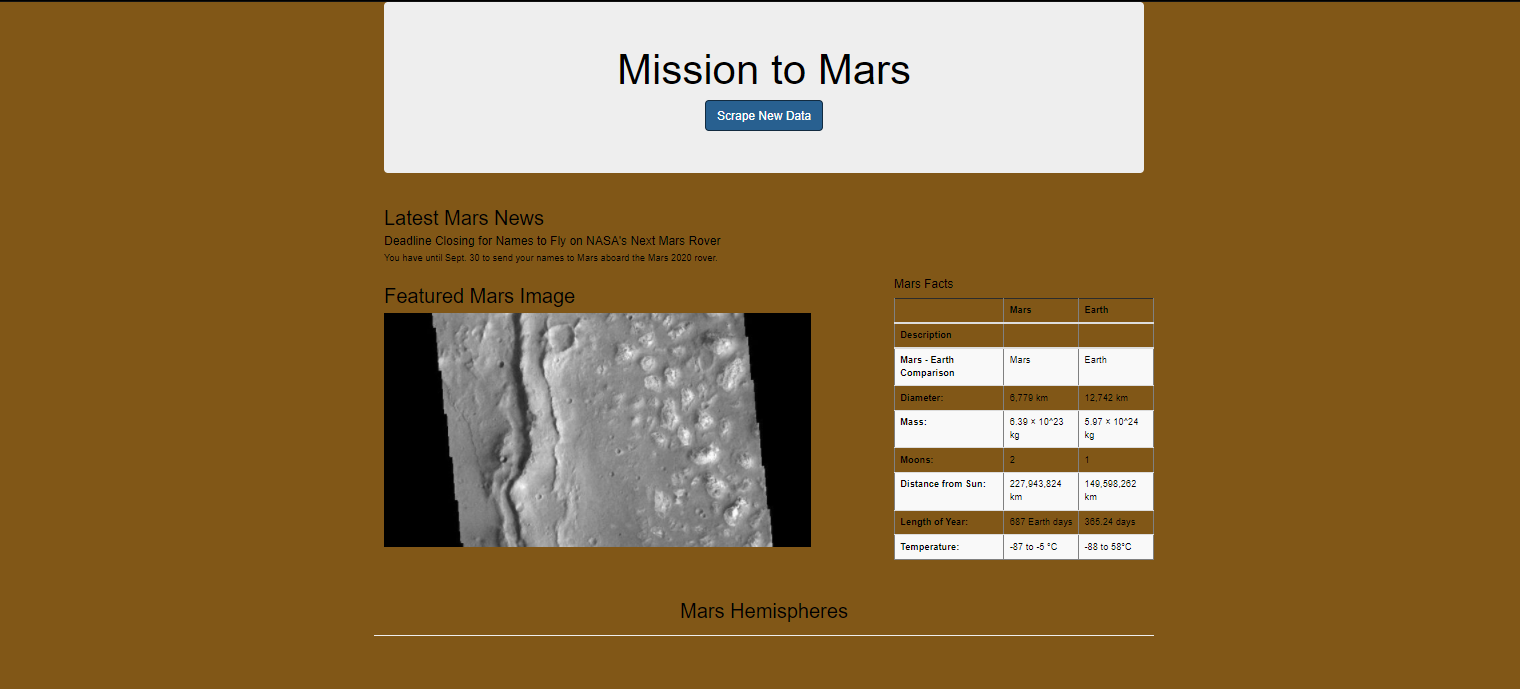 Mission to Mars
Scrape New Data
Latest Mars News
Deadline Closing for Names to Fly on NASA's Next Mars Rover
You have until Sept. 30 to send your names to Mars aboard the Mars 2020 rover.
Featured Mars Image
Mars Facts
Mars Earth
Description
Mars - Earth Mars Earth
Comparison
Diameter: 6,779 km 12,742 km
Mass: 6.39 × 10^23 5.97 × 10^24
kg kg
Moons: 2 1
Distance from Sun: 227,943,824 149,598,262
km km
Length of Year: 687 Earth days 365.24 days
Temperature: -87 to -5 °C -88 to 58°C
Mars Hemispheres